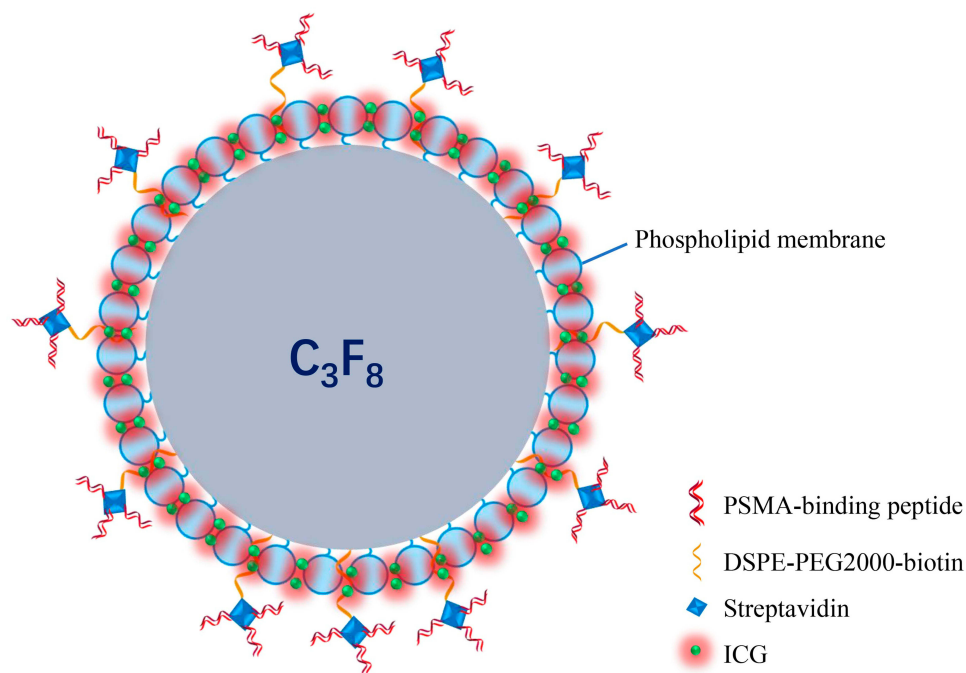 Phospholipid membrane
C₃F₈
PSMA-binding peptide
DSPE-PEG2000-biotin
Streptavidin
ICG